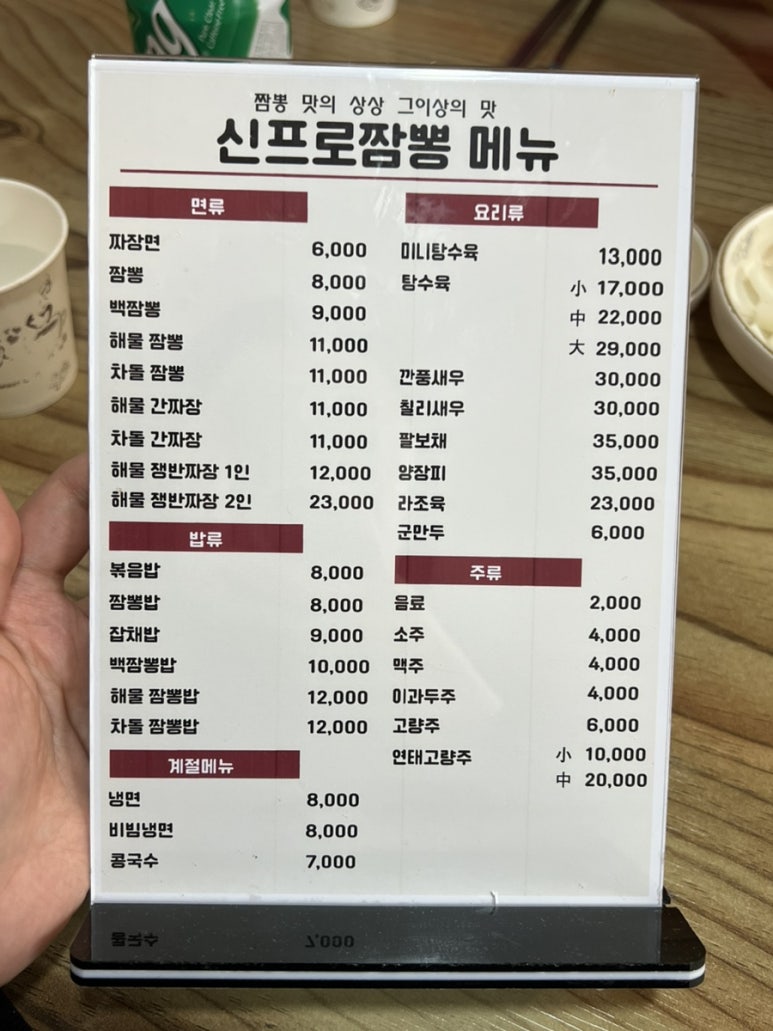 짬뽕 맛의 상상 그이상의 맛
신프로짬뽕 메뉴
면류
짜장면 6,000
짬뽕 8,000
백짬뽕 9,000
해물 짬뽕 11,000
차돌 짬뽕 11,000
해물 간짜장 11,000
차돌 간짜장 11,000
해물 쟁반짜장 1인 12,000
해물 쟁반짜장 2인 23,000
밥류
볶음밥 8,000
짬뽕밥 8,000
잡채밥 9,000
백짬뽕밥 10,000
해물 짬뽕밥 12,000
차돌 짬뽕밥 12,000
계절메뉴
냉면 8,000
비빔냉면 8,000
콩국수 7,000
요리류
미니탕수육 13,000
탕수육 小 17,000
中 22,000
大 29,000
깐풍새우 30,000
칠리새우 30,000
팔보채 35,000
양장피 35,000
라조육 23,000
군만두 6,000
주류
음료 2,000
소주 4,000
맥주 4,000
이과두주 4,000
고량주 6,000
연태고량주 小 10,000
中 20,000